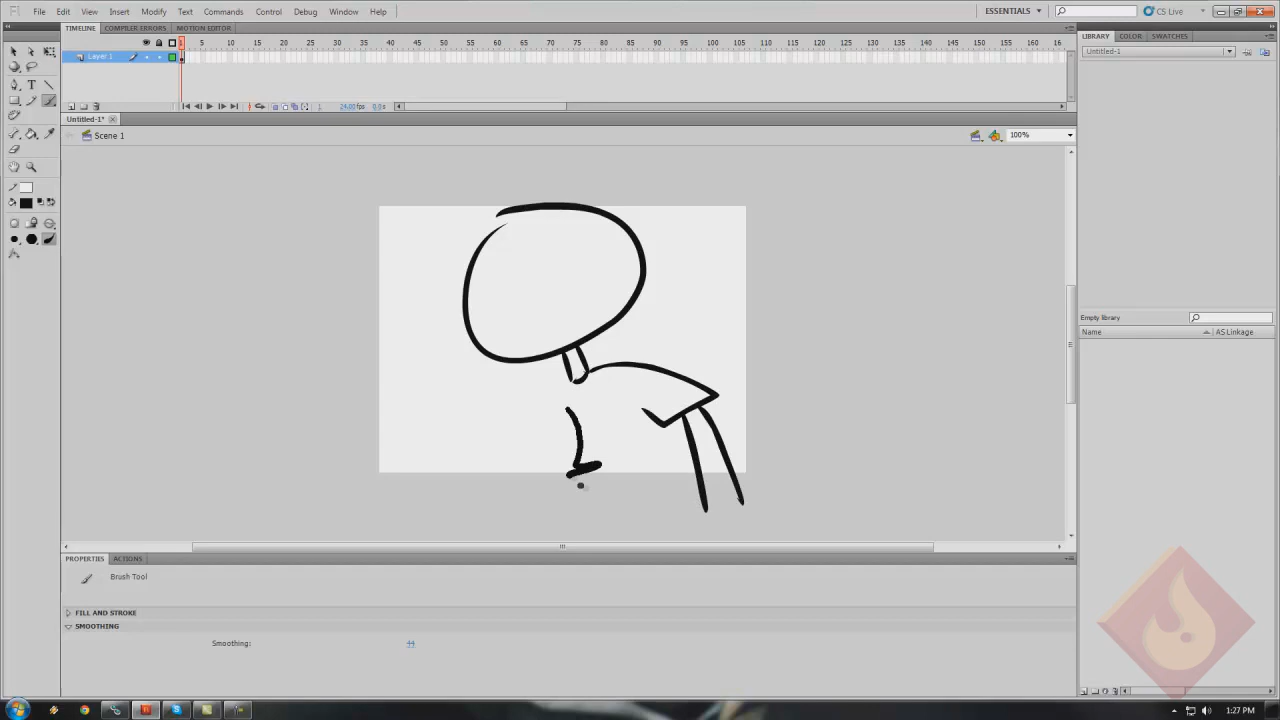 Fl File Edit View Insert Modify Text Commands Control Debug Window Help ESSENTIALS CS Live
TIMELINE COMPILER ERRORS MOTION EDITOR
1 5 10 15 20 25 30 35 40 45 50 55 60 65 70 75 80 85 90 95 100 105 110 115 120 125 130 135 140 145 150 155 160 16
Layer 1
24.00 fps 0.0 s
Untitled-1*
Scene 1
100%
LIBRARY COLOR SWATCHES
Untitled-1
Empty library
Name AS Linkage
PROPERTIES ACTIONS
Brush Tool
FILL AND STROKE
SMOOTHING
Smoothing: 44
1:27 PM